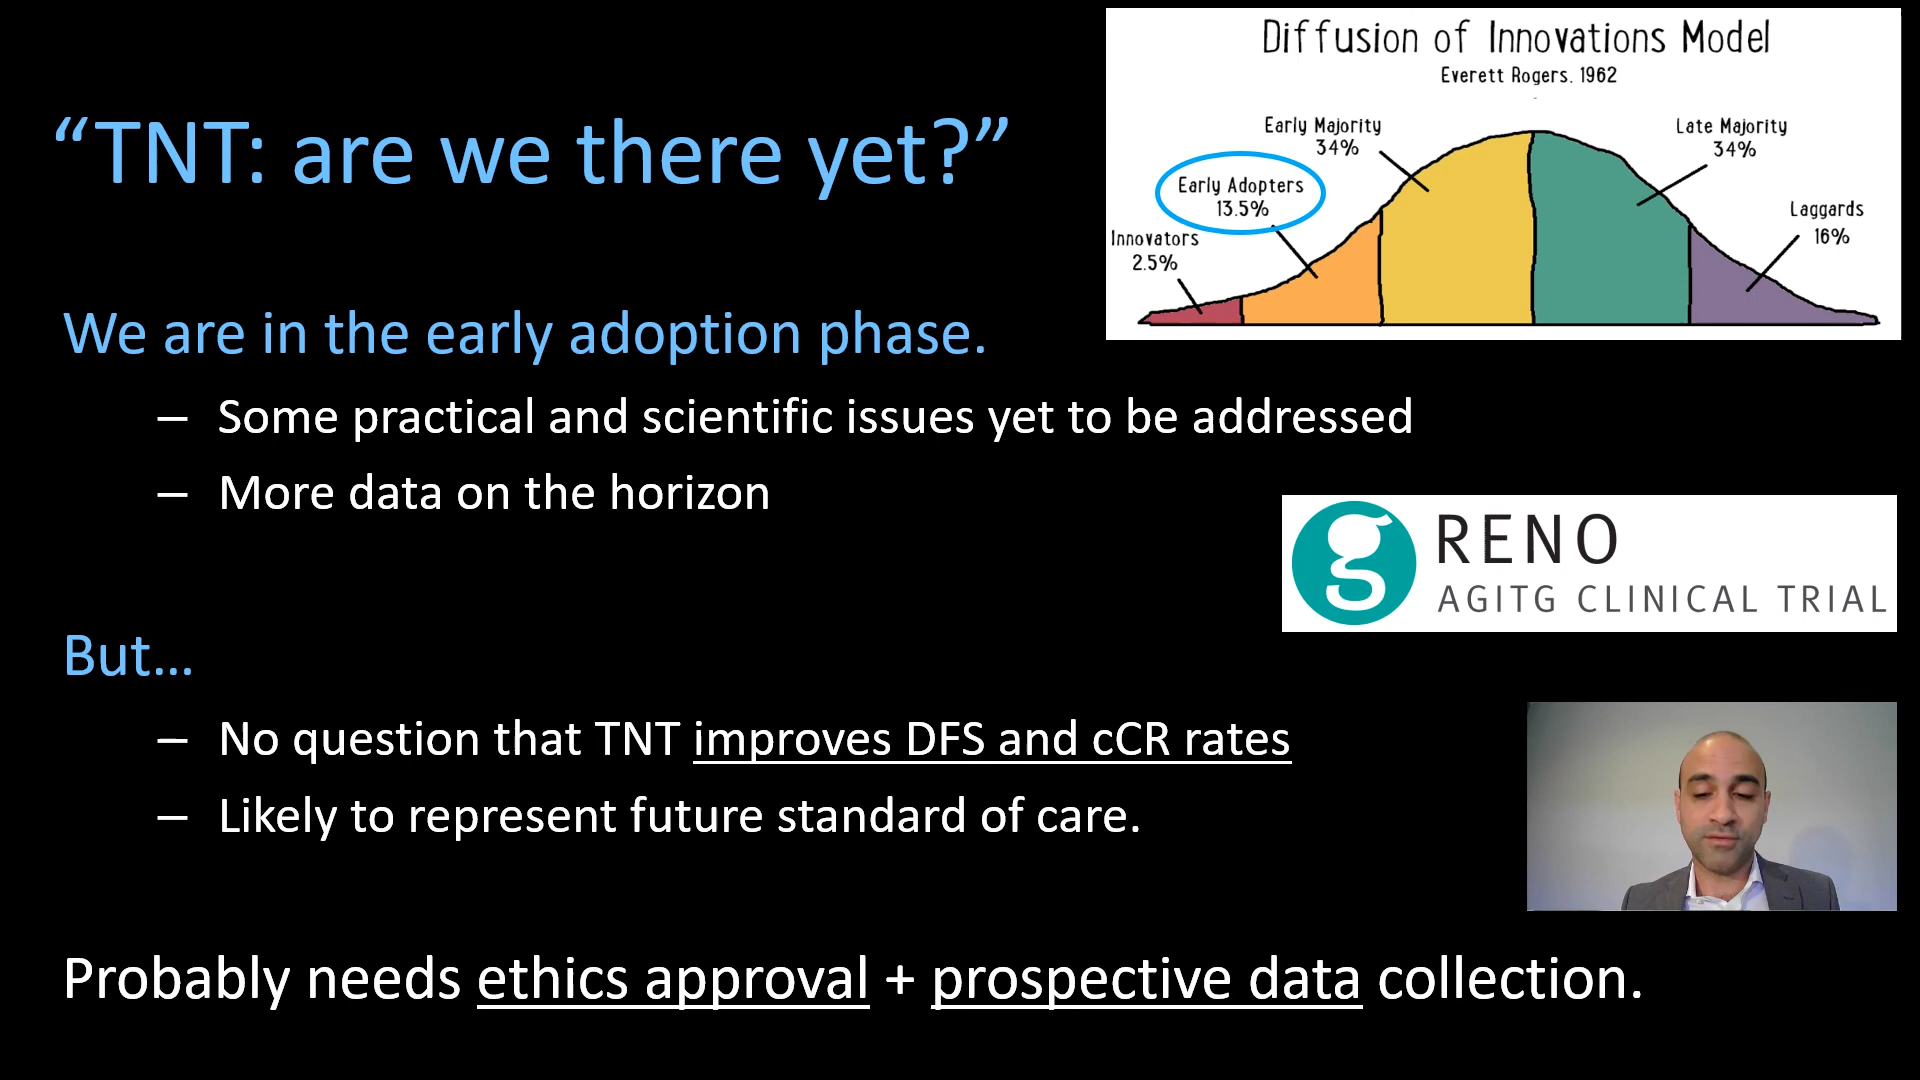 “TNT: are we there yet?”
Diffusion of Innovations Model
Everett Rogers. 1962
Innovators
2.5%
Early Adopters
13.5%
Early Majority
34%
Late Majority
34%
Laggards
16%
We are in the early adoption phase.
– Some practical and scientific issues yet to be addressed
– More data on the horizon
g RENO
AGITG CLINICAL TRIAL
But…
– No question that TNT improves DFS and cCR rates
– Likely to represent future standard of care.
Probably needs ethics approval + prospective data collection.